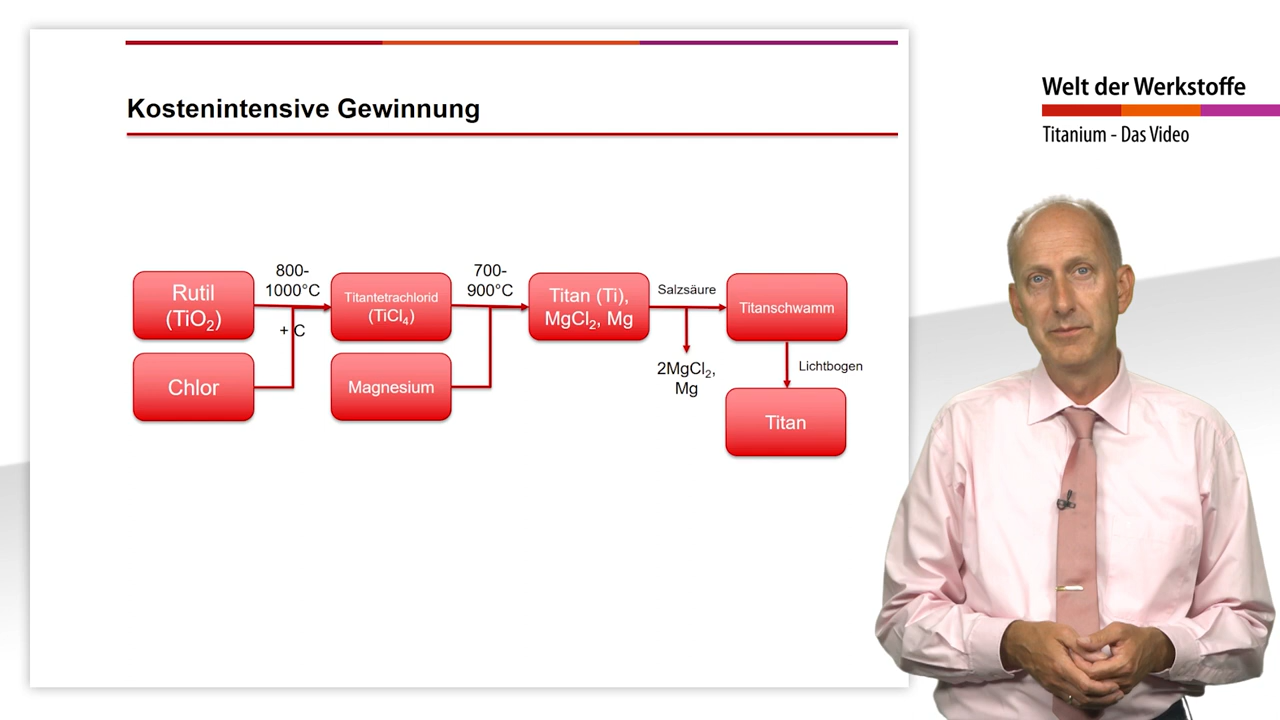 Kostenintensive Gewinnung
Welt der Werkstoffe
Titanium - Das Video
800-
1000°C
+ C
700-
900°C
Rutil
(TiO₂)
Chlor
Titantetrachlorid
(TiCl₄)
Magnesium
Titan (Ti),
MgCl₂, Mg
Salzsäure
2MgCl₂,
Mg
Titanschwamm
Lichtbogen
Titan